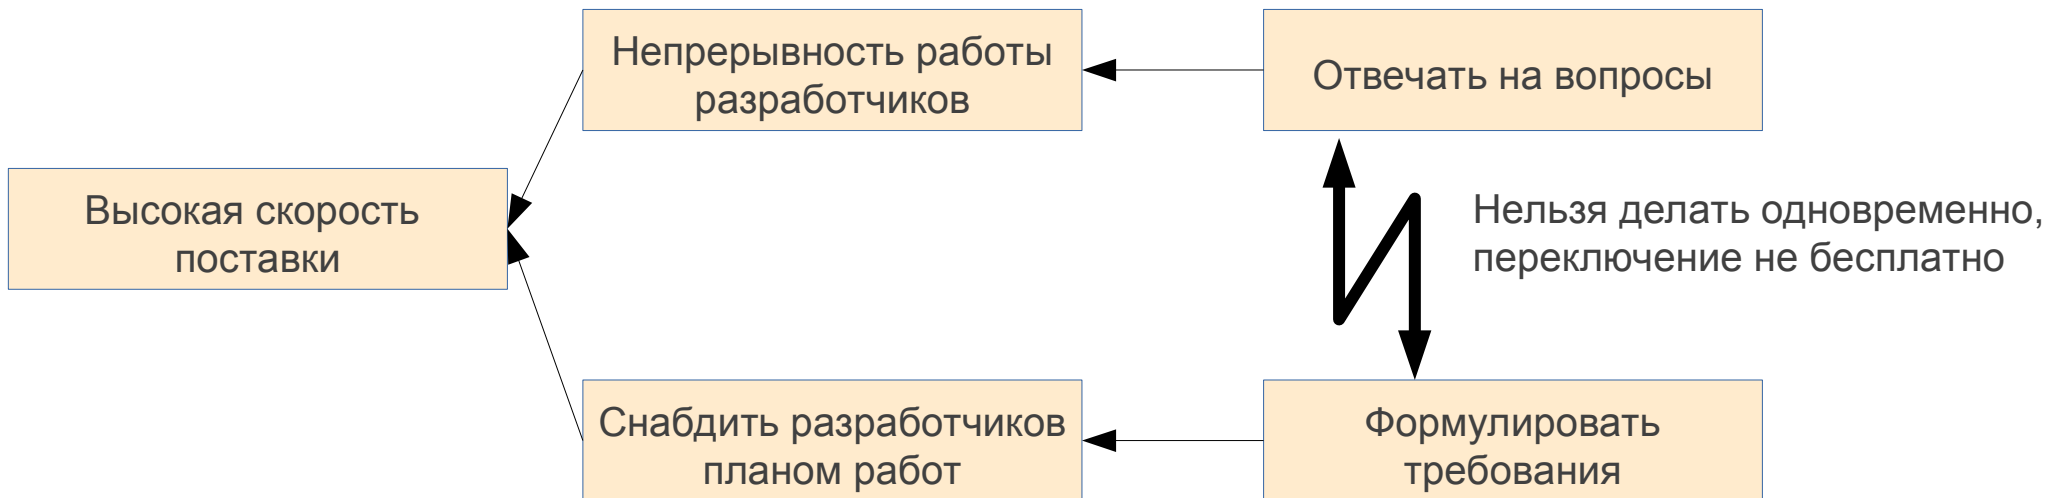 Непрерывность работы
разработчиков
Отвечать на вопросы
Высокая скорость
поставки
Нельзя делать одновременно,
переключение не бесплатно
Снабдить разработчиков
планом работ
Формулировать
требования